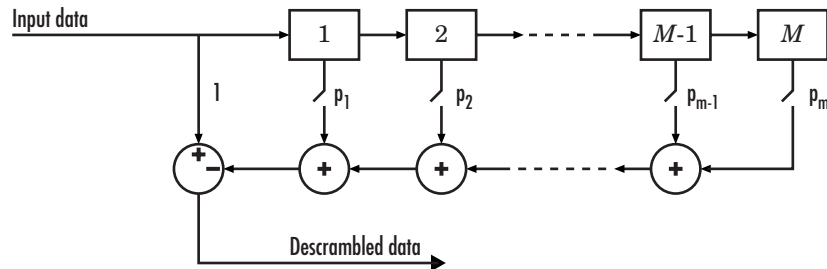 Input data
1 2 M-1 M
1 p1 p2 pm-1 pm
+ − + + +
Descrambled data